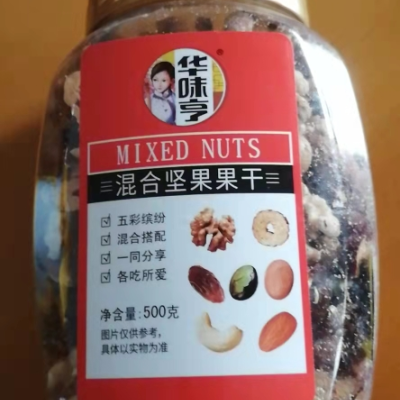 华味亨
®
MIXED NUTS
混合坚果果干
五彩缤纷
混合搭配
一同分享
各吃所爱
净含量:500克
图片仅供参考,
具体以实物为准